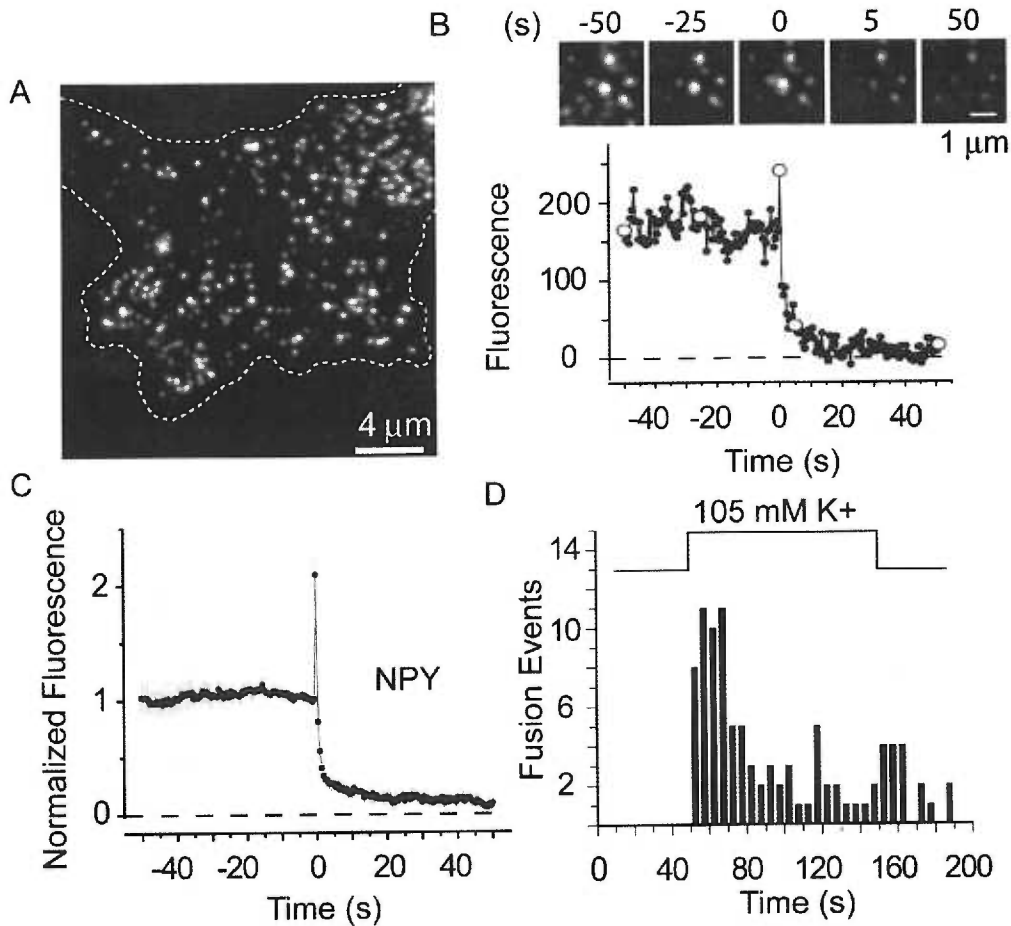 A
4 µm
B
(s) -50 -25 0 5 50
1 µm
Fluorescence
200
100
0
-40 -20 0 20 40
Time (s)
C
Normalized Fluorescence
2
1
0
NPY
-40 -20 0 20 40
Time (s)
D
105 mM K+
Fusion Events
14
10
6
2
0 40 80 120 160 200
Time (s)